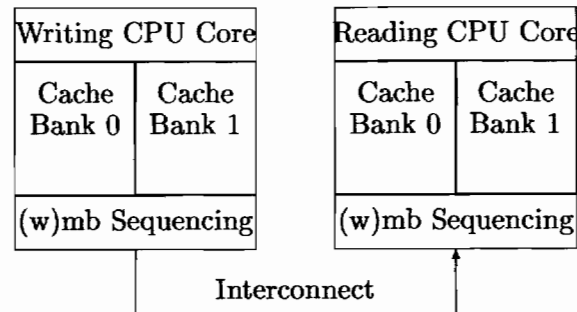 Writing CPU Core
Reading CPU Core
Cache
Bank 0
Cache
Bank 1
Cache
Bank 0
Cache
Bank 1
(w)mb Sequencing
(w)mb Sequencing
Interconnect